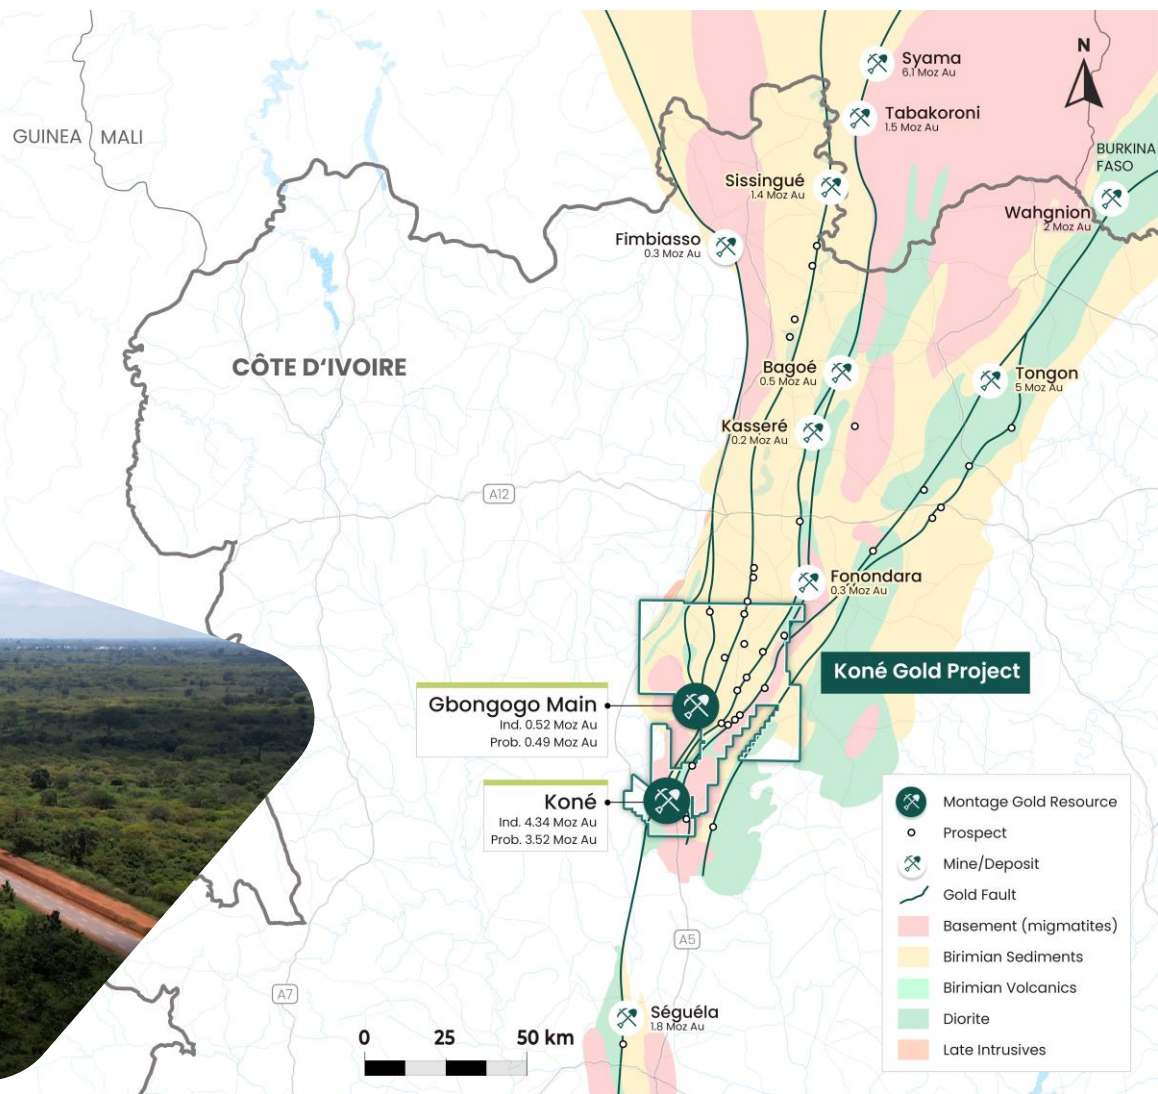 N
Syama
6.1 Moz Au
Tabakoroni
1.5 Moz Au
GUINEA
MALI
BURKINA
FASO
Sissingué
1.4 Moz Au
Wahgnion
2 Moz Au
Fimbiasso
0.3 Moz Au
CÔTE D'IVOIRE
Bagoé
0.5 Moz Au
Tongon
5 Moz Au
Kasseré
0.2 Moz Au
A12
Fonondara
0.3 Moz Au
Koné Gold Project
Gbongogo Main
Ind. 0.52 Moz Au
Prob. 0.49 Moz Au
Koné
Ind. 4.34 Moz Au
Prob. 3.52 Moz Au
Montage Gold Resource
Prospect
Mine/Deposit
Gold Fault
Basement (migmatites)
Birimian Sediments
Birimian Volcanics
Diorite
Late Intrusives
A5
A7
Séguéla
1.8 Moz Au
0 25 50 km